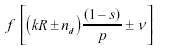 f [ (kR ± n_d) (1 − s)/p ± ν ]